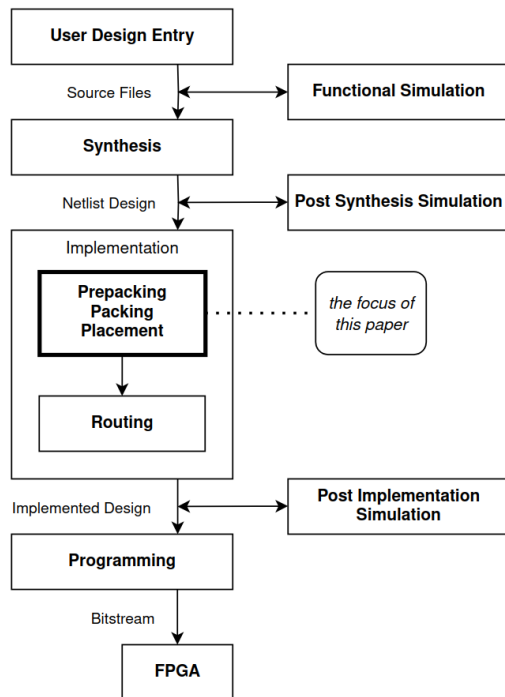 User Design Entry
Source Files
Functional Simulation
Synthesis
Netlist Design
Post Synthesis Simulation
Implementation
Prepacking
Packing
Placement
the focus of
this paper
Routing
Implemented Design
Post Implementation
Simulation
Programming
Bitstream
FPGA